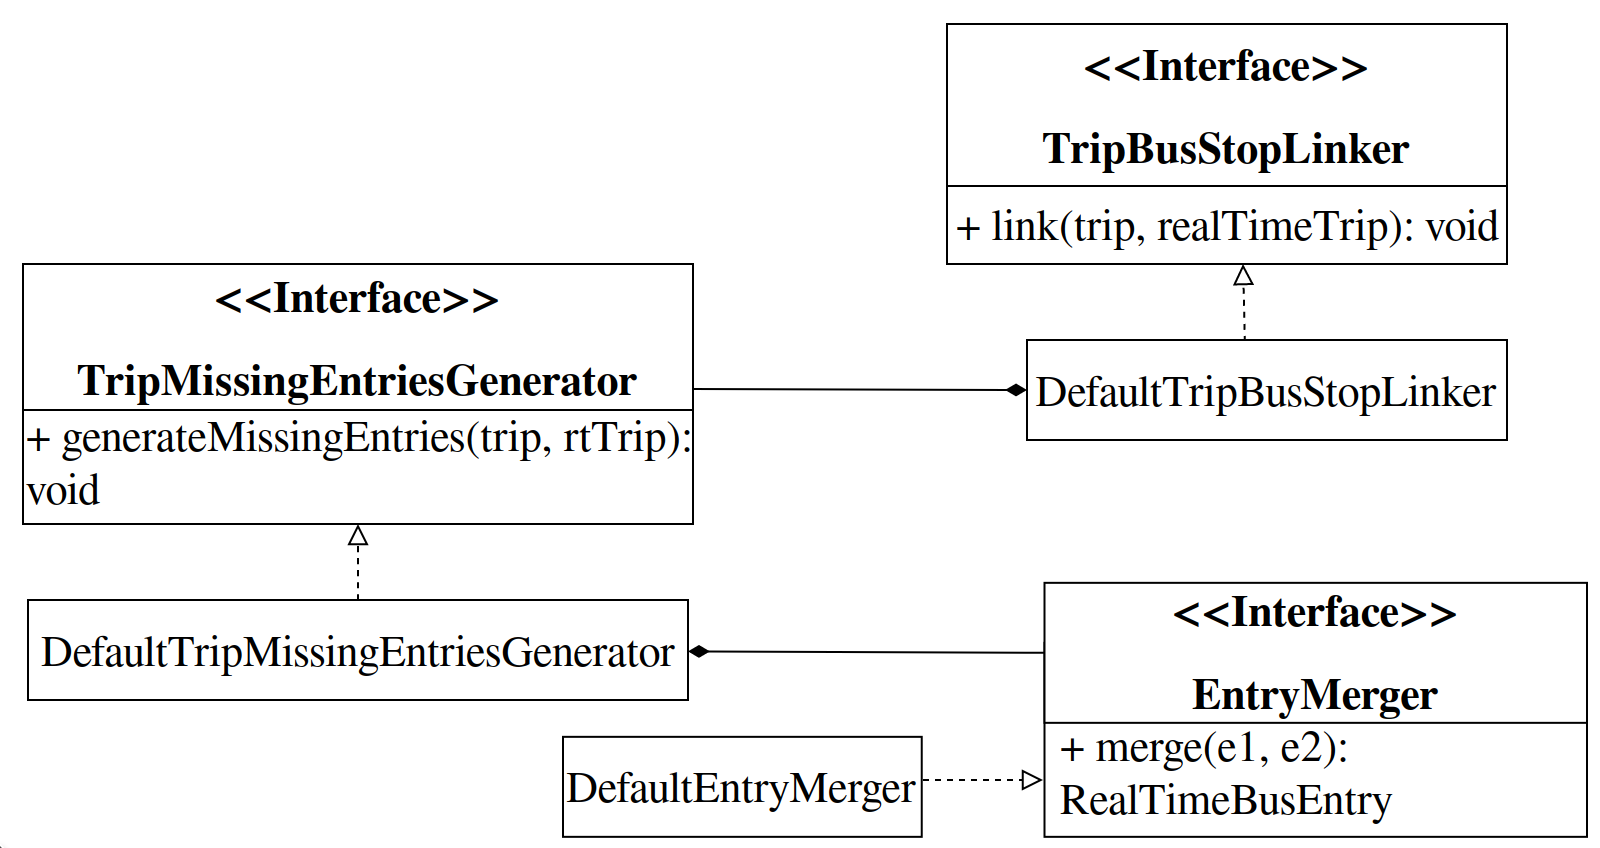 <<Interface>>
TripBusStopLinker
+ link(trip, realTimeTrip): void
<<Interface>>
TripMissingEntriesGenerator
+ generateMissingEntries(trip, rtTrip):
void
DefaultTripBusStopLinker
DefaultTripMissingEntriesGenerator
<<Interface>>
EntryMerger
+ merge(e1, e2):
RealTimeBusEntry
DefaultEntryMerger